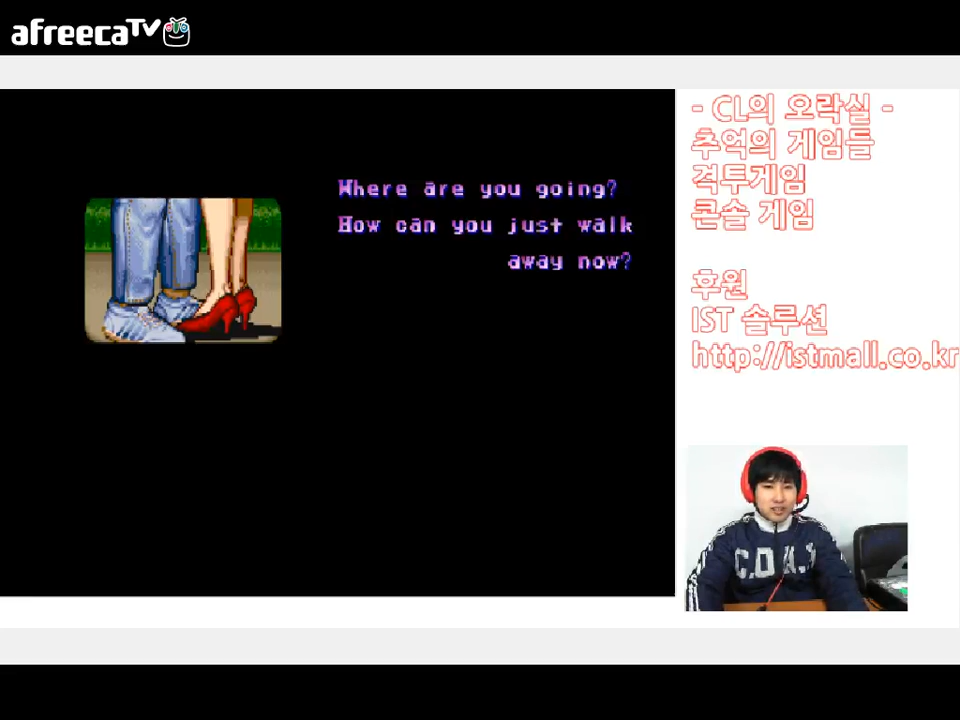 afreecaTV
Where are you going?
How can you just walk
away now?
- CL의 오락실 -
추억의 게임들
격투게임
콘솔 게임
후원
IST 솔루션
http://istmall.co.kr